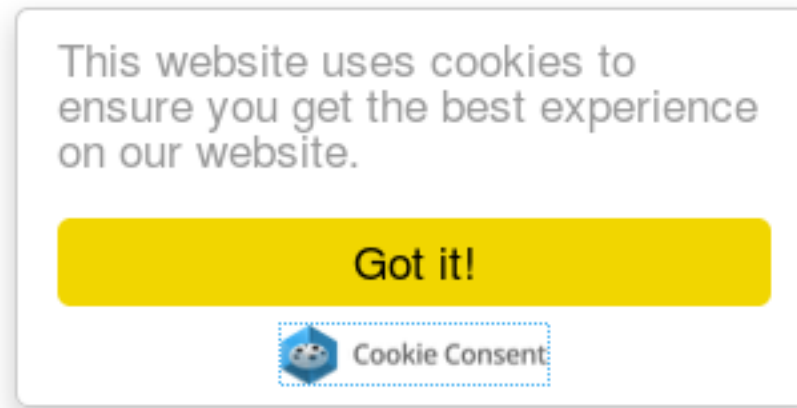 This website uses cookies to
ensure you get the best experience
on our website.
Got it!
Cookie Consent